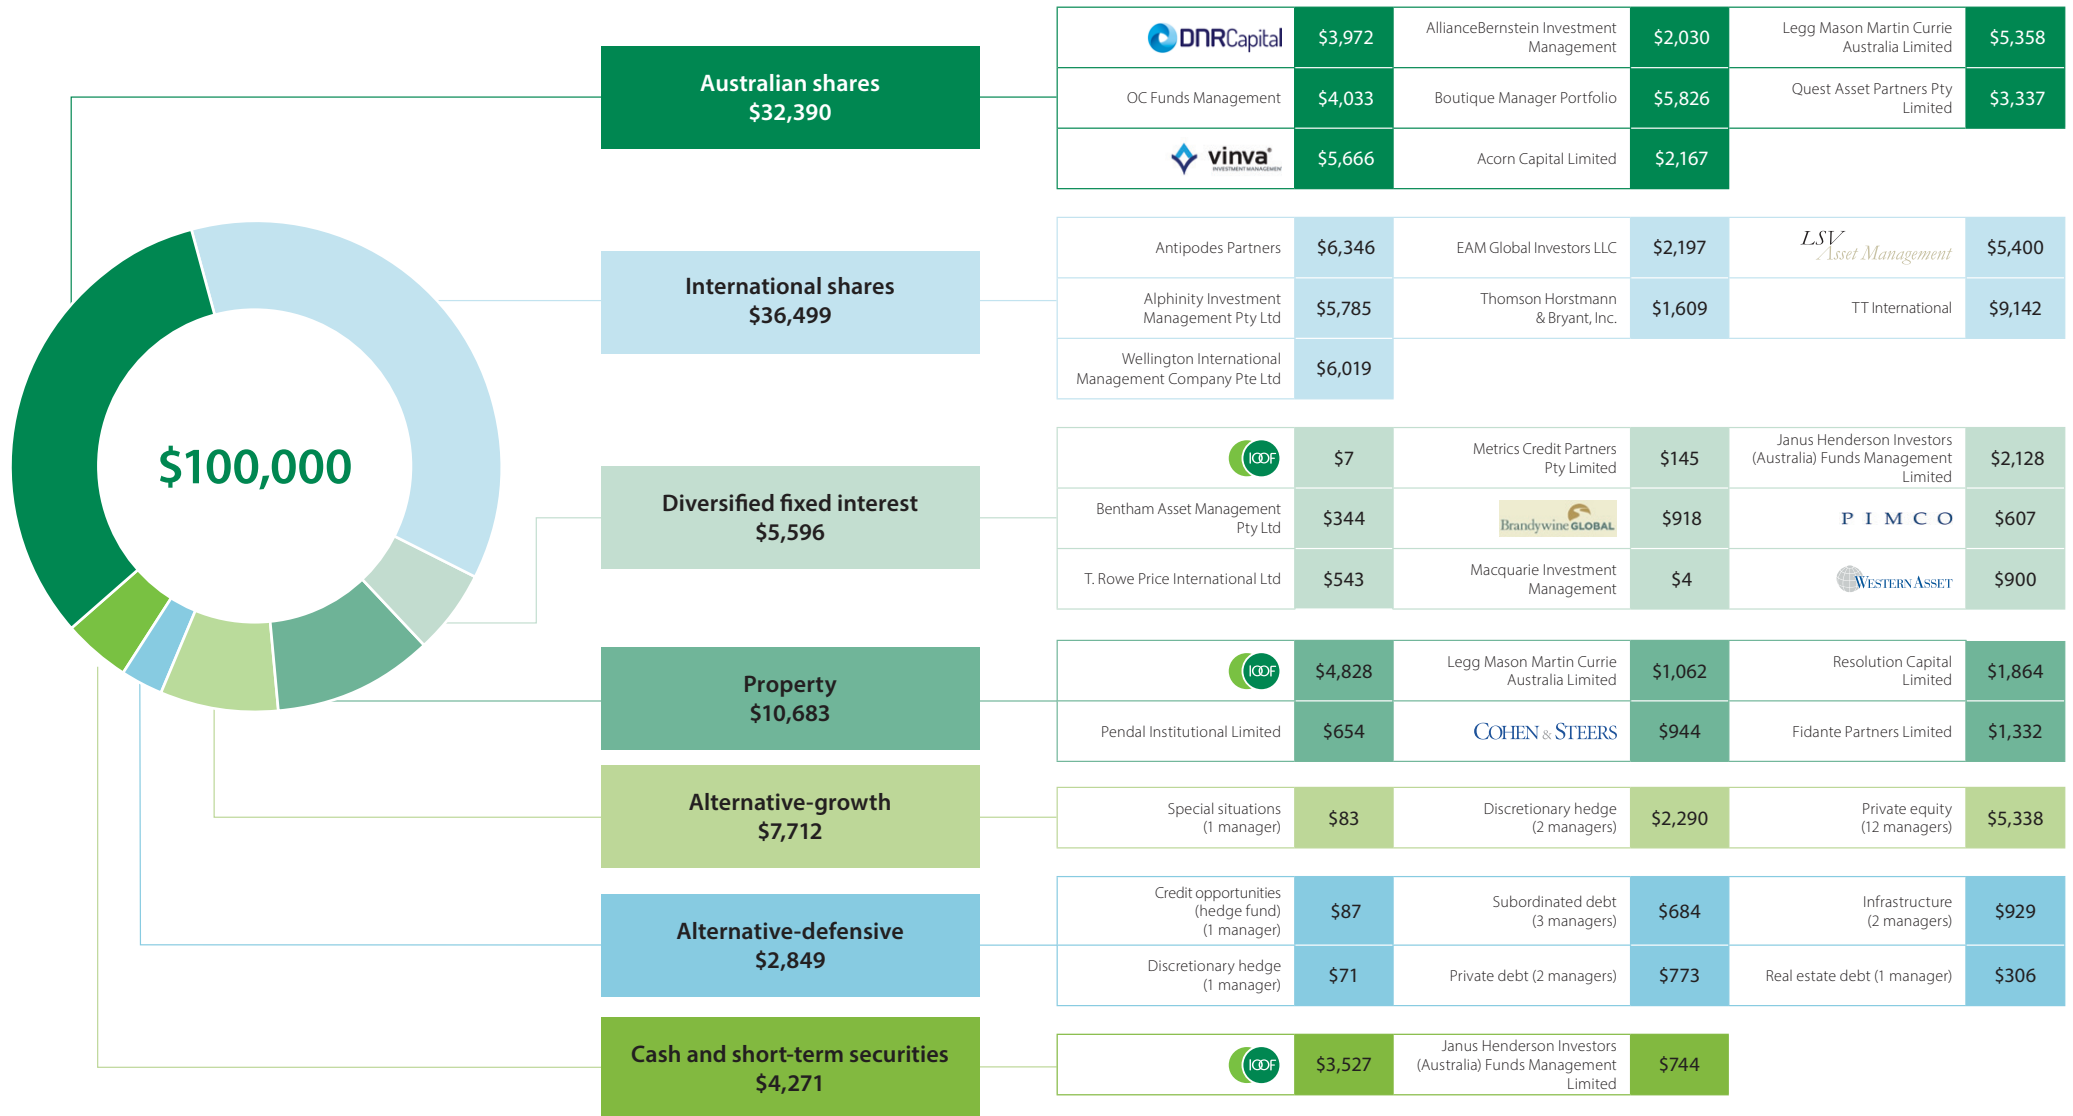 $100,000
Australian shares
$32,390
DNRCapital
$3,972
AllianceBernstein Investment
Management
$2,030
Legg Mason Martin Currie
Australia Limited
$5,358
OC Funds Management
$4,033
Boutique Manager Portfolio
$5,826
Quest Asset Partners Pty
Limited
$3,337
vinva®
INVESTMENT MANAGEMENT
$5,666
Acorn Capital Limited
$2,167
International shares
$36,499
Antipodes Partners
$6,346
EAM Global Investors LLC
$2,197
LSV
Asset Management
$5,400
Alphinity Investment
Management Pty Ltd
$5,785
Thomson Horstmann
& Bryant, Inc.
$1,609
TT International
$9,142
Wellington International
Management Company Pte Ltd
$6,019
Diversified fixed interest
$5,596
IOOF
$7
Metrics Credit Partners
Pty Limited
$145
Janus Henderson Investors
(Australia) Funds Management
Limited
$2,128
Bentham Asset Management
Pty Ltd
$344
Brandywine GLOBAL
$918
PIMCO
$607
T. Rowe Price International Ltd
$543
Macquarie Investment
Management
$4
WESTERN ASSET
$900
Property
$10,683
IOOF
$4,828
Legg Mason Martin Currie
Australia Limited
$1,062
Resolution Capital
Limited
$1,864
Pendal Institutional Limited
$654
COHEN & STEERS
$944
Fidante Partners Limited
$1,332
Alternative-growth
$7,712
Special situations
(1 manager)
$83
Discretionary hedge
(2 managers)
$2,290
Private equity
(12 managers)
$5,338
Alternative-defensive
$2,849
Credit opportunities
(hedge fund)
(1 manager)
$87
Subordinated debt
(3 managers)
$684
Infrastructure
(2 managers)
$929
Discretionary hedge
(1 manager)
$71
Private debt (2 managers)
$773
Real estate debt (1 manager)
$306
Cash and short-term securities
$4,271
IOOF
$3,527
Janus Henderson Investors
(Australia) Funds Management
Limited
$744